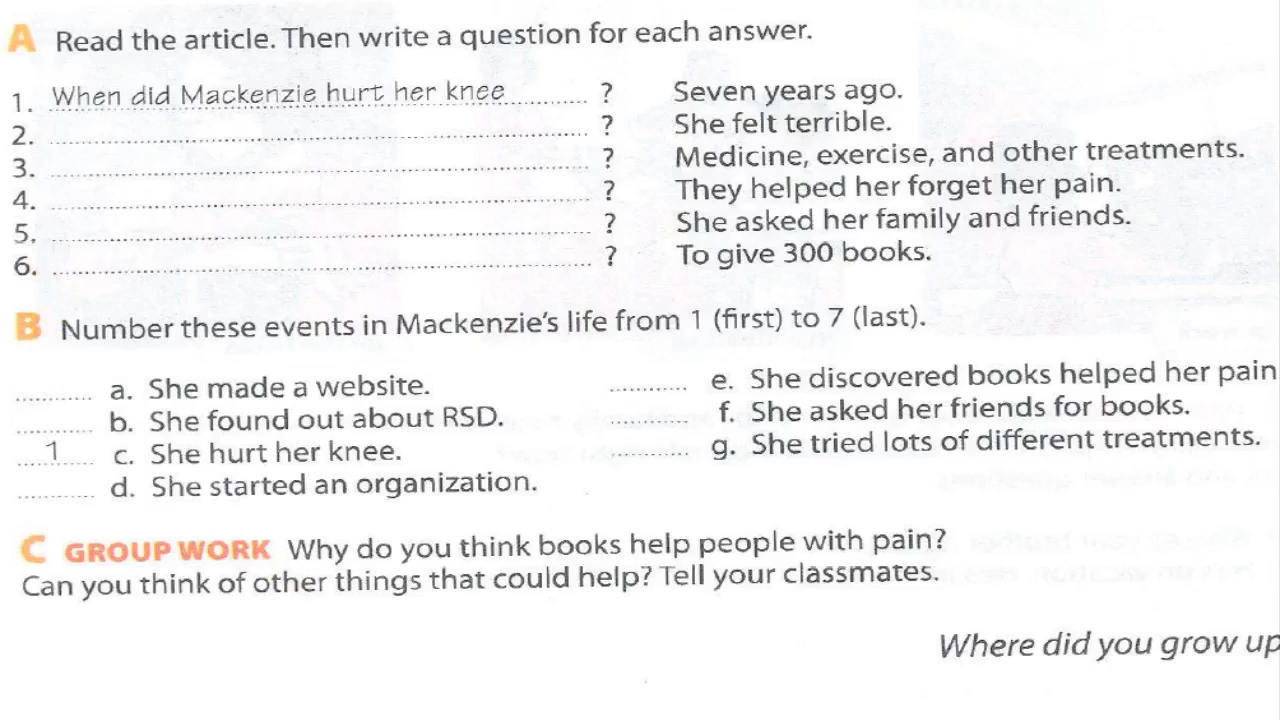 A Read the article. Then write a question for each answer.
1. When did Mackenzie hurt her knee ? Seven years ago.
2. ? She felt terrible.
3. ? Medicine, exercise, and other treatments.
4. ? They helped her forget her pain.
5. ? She asked her family and friends.
6. ? To give 300 books.
B Number these events in Mackenzie's life from 1 (first) to 7 (last).
a. She made a website.
b. She found out about RSD.
1 c. She hurt her knee.
d. She started an organization.
e. She discovered books helped her pain
f. She asked her friends for books.
g. She tried lots of different treatments.
C GROUP WORK Why do you think books help people with pain?
Can you think of other things that could help? Tell your classmates.
Where did you grow up